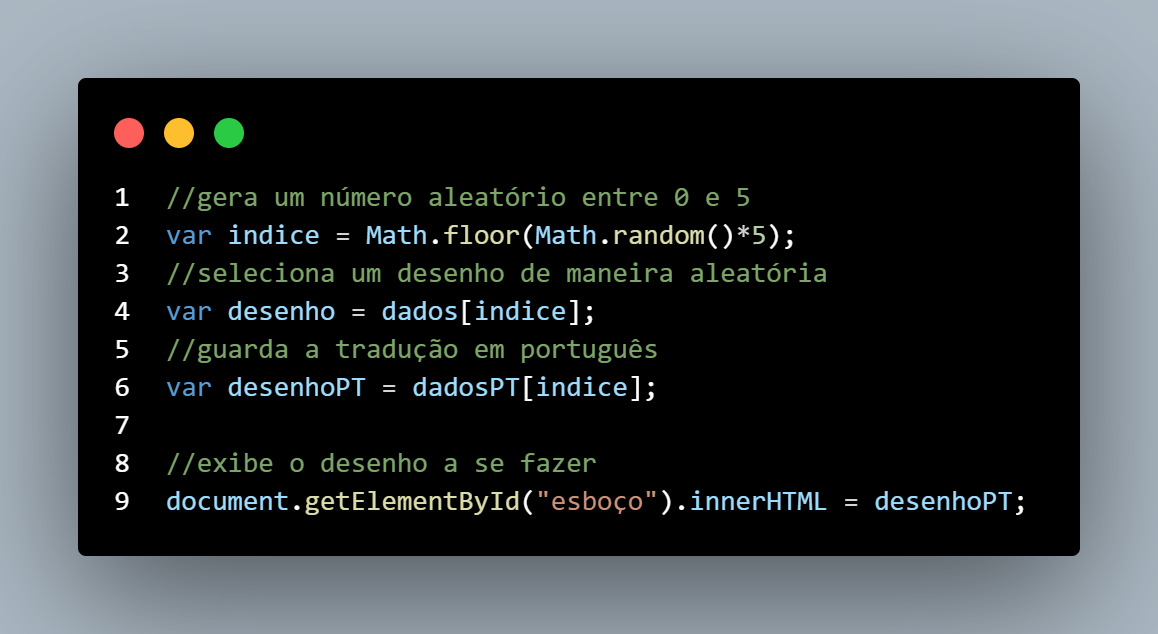 1 //gera um número aleatório entre 0 e 5
2 var indice = Math.floor(Math.random()*5);
3 //seleciona um desenho de maneira aleatória
4 var desenho = dados[indice];
5 //guarda a tradução em português
6 var desenhoPT = dadosPT[indice];
7
8 //exibe o desenho a se fazer
9 document.getElementById("esboço").innerHTML = desenhoPT;